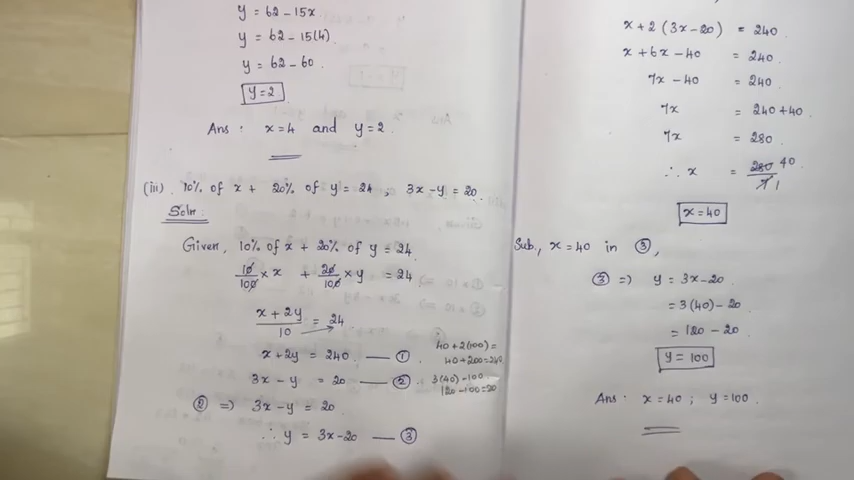 y = 62 - 15x
y = 62 - 15(4)
y = 62 - 60
y = 2
Ans : x = 4 and y = 2.
(iii) 10% of x + 20% of y = 24 ; 3x - y = 20.
Soln:
Given, 10% of x + 20% of y = 24
10/100 × x + 20/100 × y = 24
x + 2y / 10 = 24
x + 2y = 240 — ①
40 + 2(100) =
40 + 200 = 240
3x - y = 20 — ②
3(40) - 100
120 - 100 = 20
② ⇒ 3x - y = 20
∴ y = 3x - 20 — ③
x + 2 (3x - 20) = 240
x + 6x - 40 = 240
7x - 40 = 240
7x = 240 + 40
7x = 280
∴ x = 280/7 40 1
x = 40
Sub., x = 40 in ③,
③ ⇒ y = 3x - 20
= 3(40) - 20
= 120 - 20
y = 100
Ans : x = 40 ; y = 100.